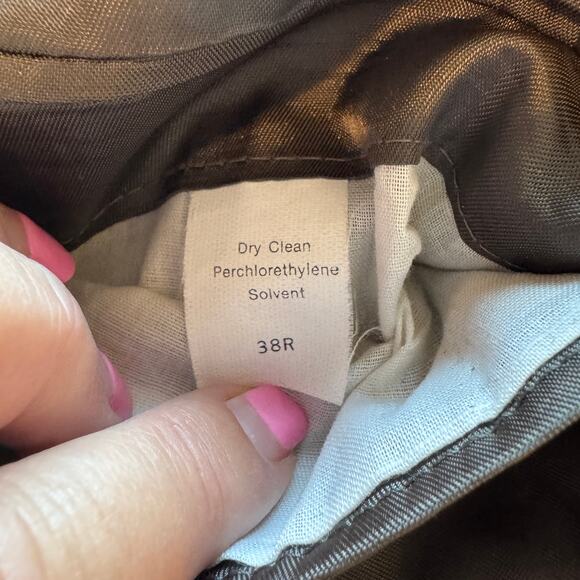 Dry Clean
Perchlorethylene
Solvent
38R